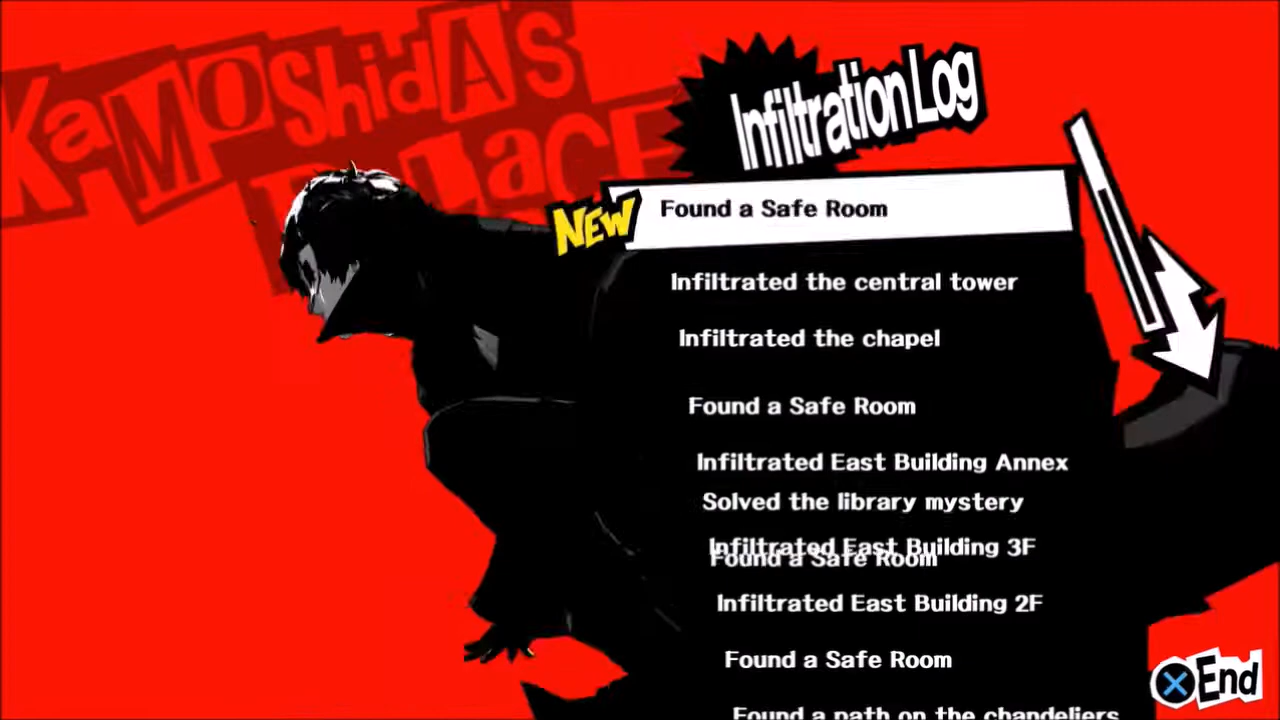 KaMOshidA's
PaLaCE
Infiltration Log
NEW
Found a Safe Room
Infiltrated the central tower
Infiltrated the chapel
Found a Safe Room
Infiltrated East Building Annex
Solved the library mystery
Infiltrated East Building 3F
Found a Safe Room
Infiltrated East Building 2F
Found a Safe Room
Found a path on the chandeliers
End